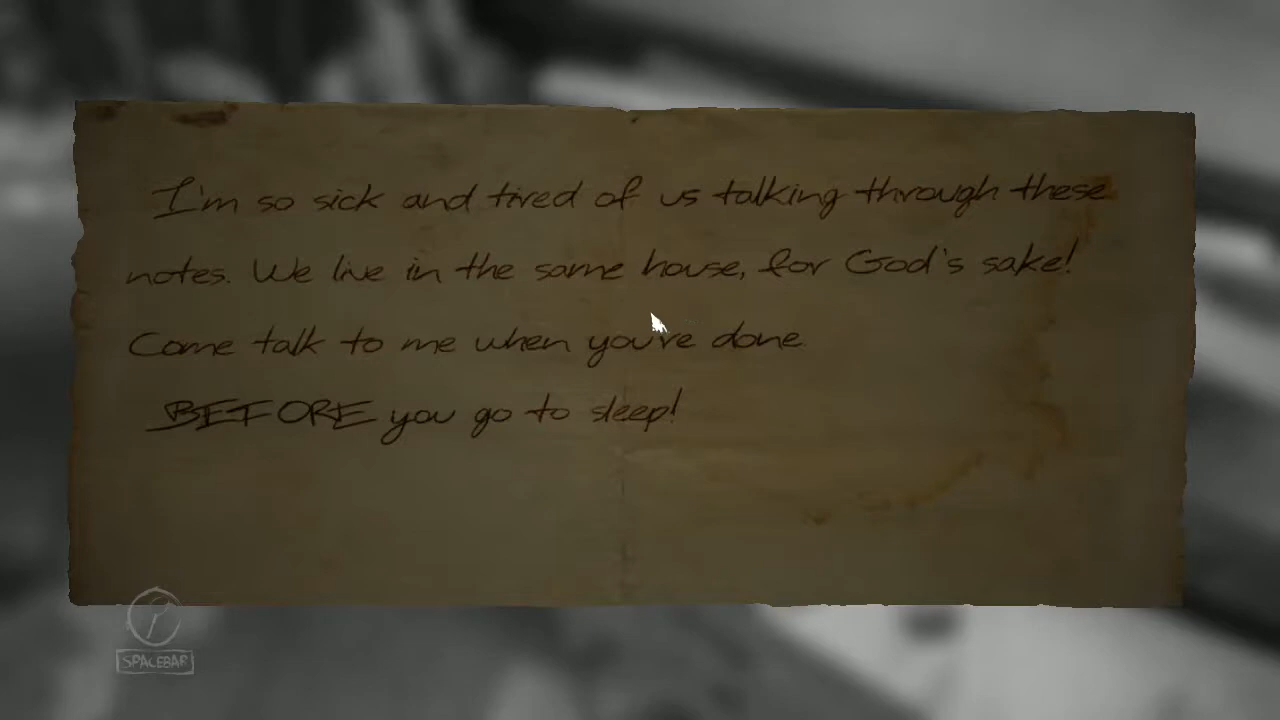 I'm so sick and tired of us talking through these
notes. We live in the same house, for God's sake!
Come talk to me when you're done.
BEFORE you go to sleep!
SPACEBAR